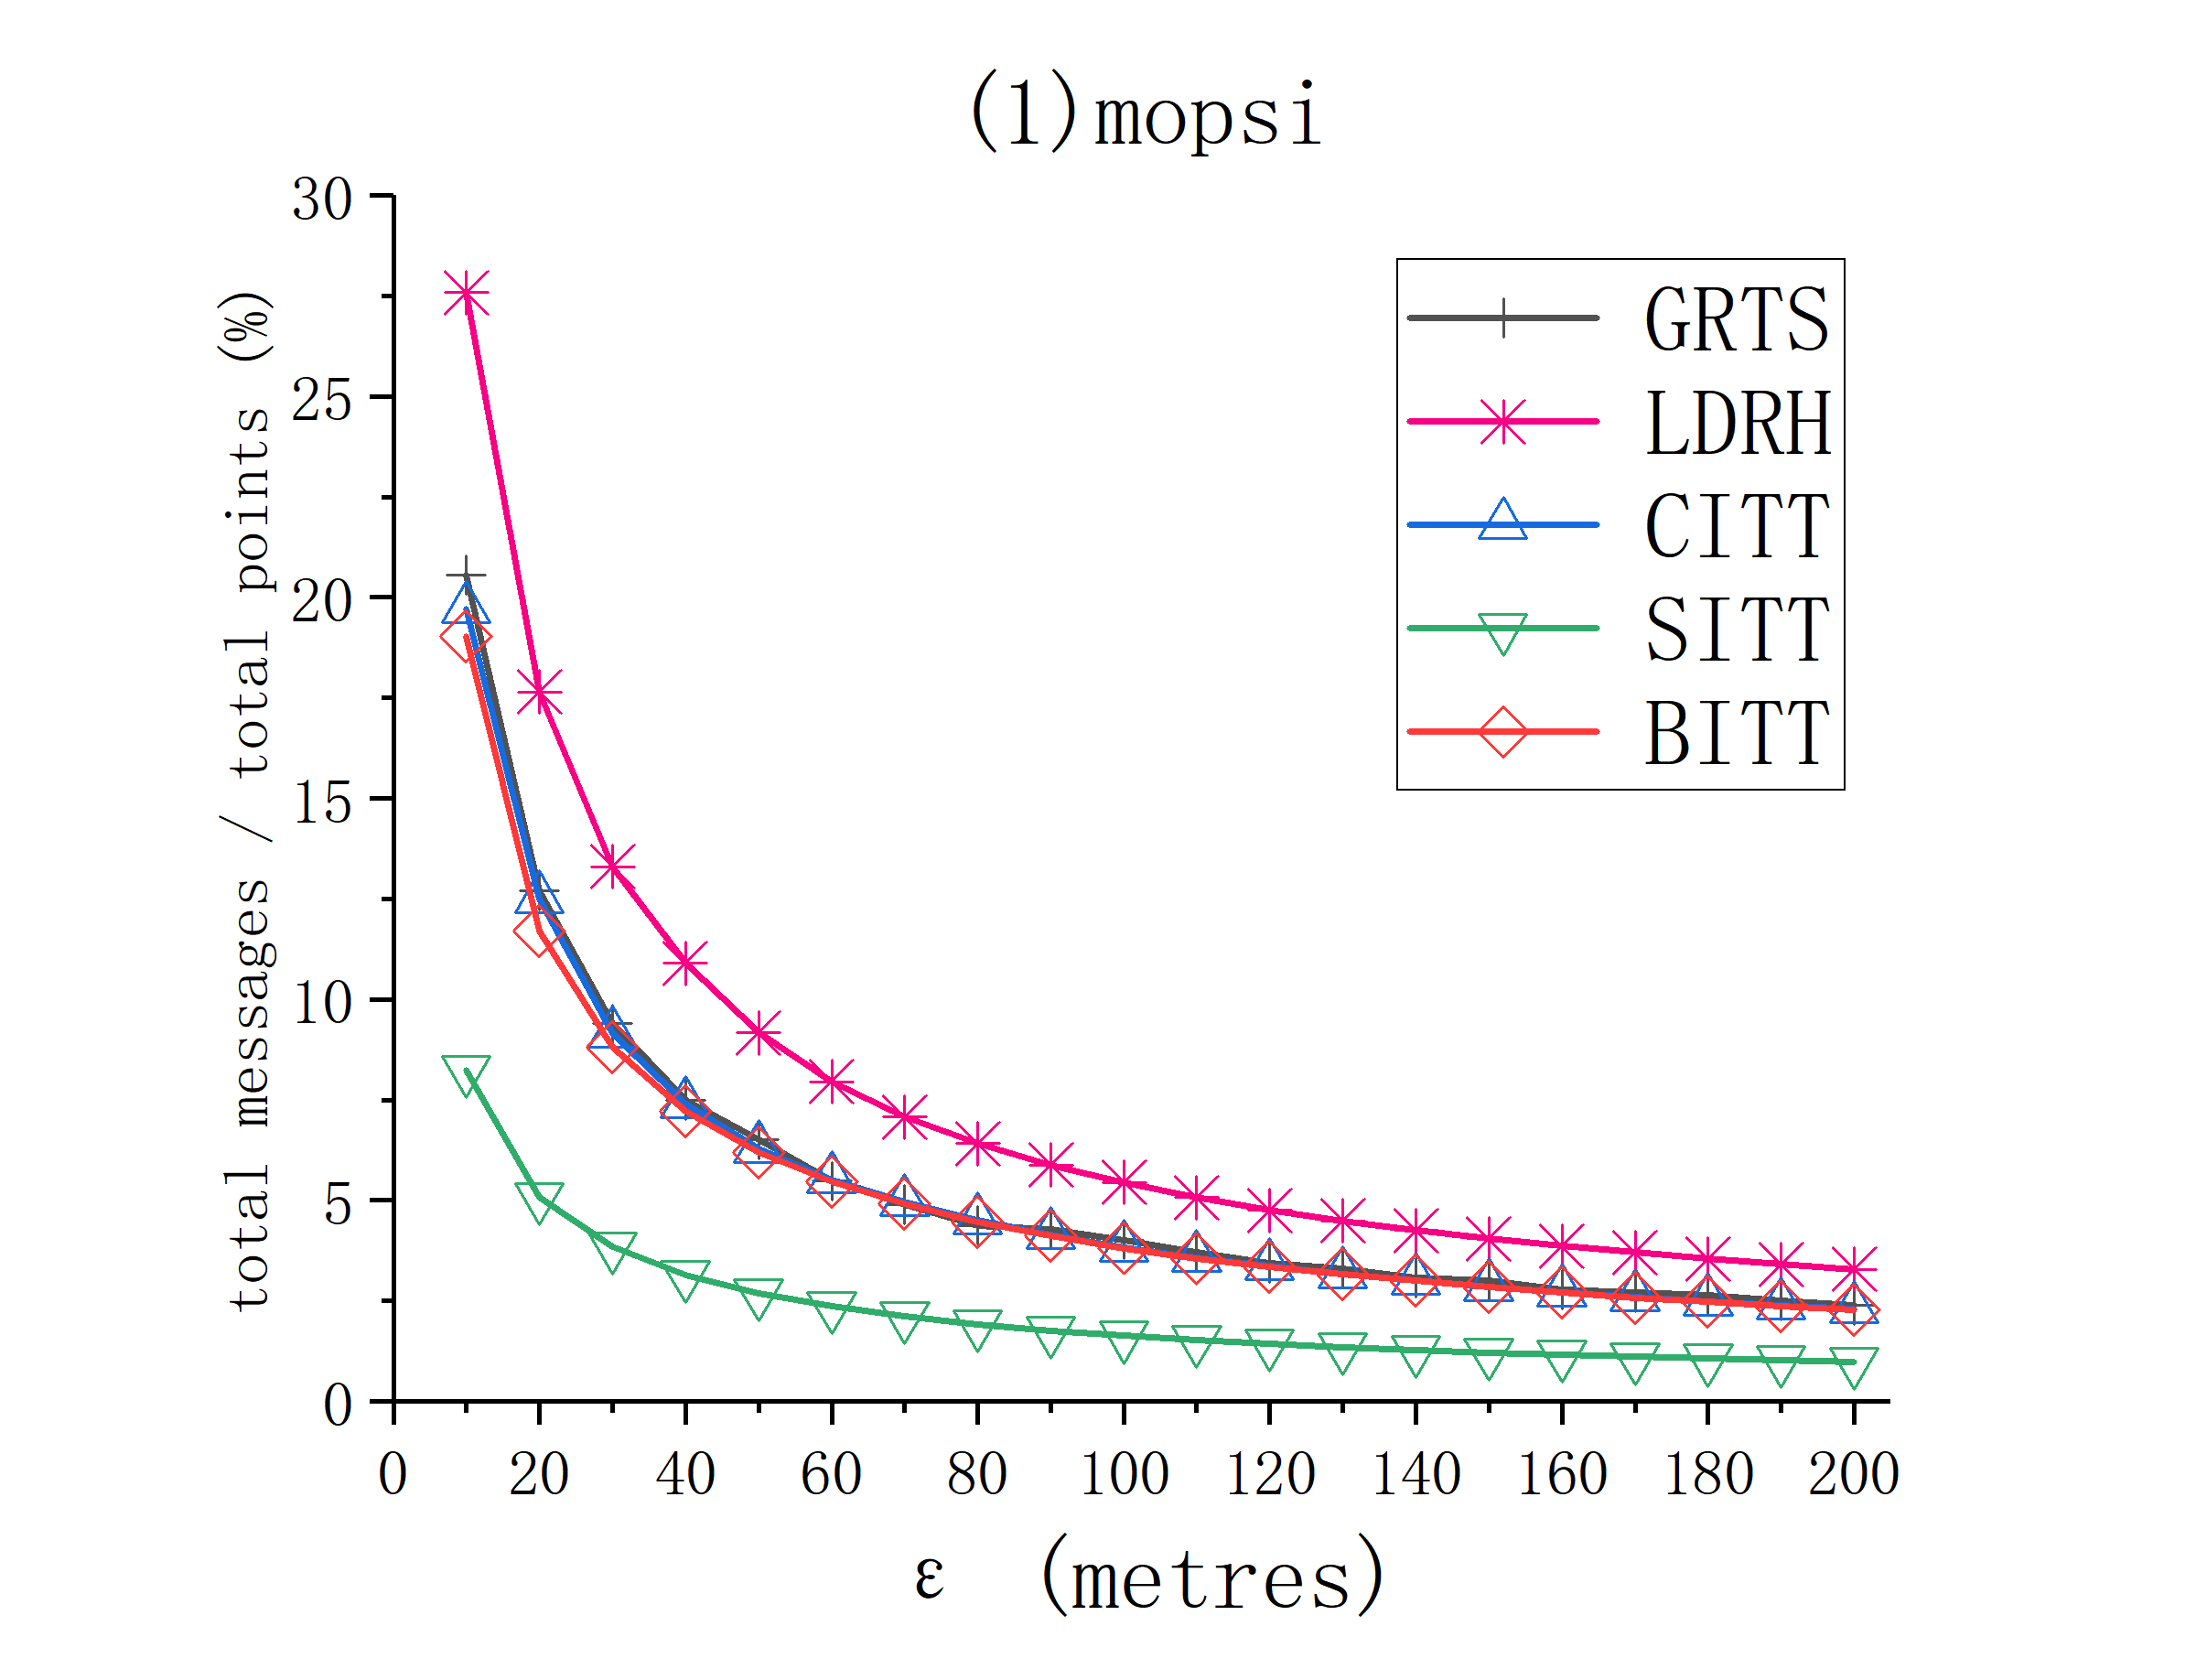 (1)mopsi
total messages / total points (%)
30
25
20
15
10
5
0
GRTS
LDRH
CITT
SITT
BITT
0 20 40 60 80 100 120 140 160 180 200
ε (metres)